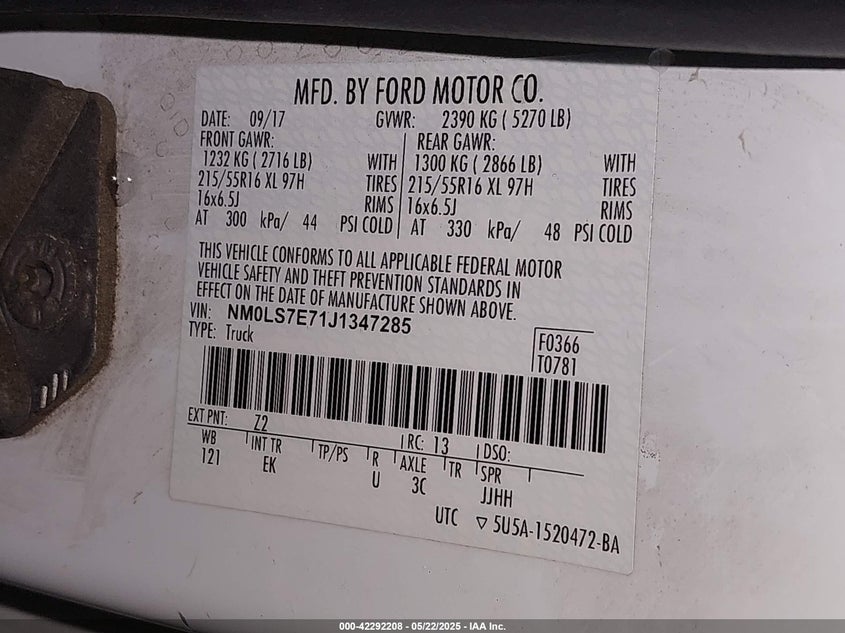 MFD. BY FORD MOTOR CO.
DATE: 09/17 GVWR: 2390 KG ( 5270 LB)
FRONT GAWR: REAR GAWR:
1232 KG ( 2716 LB) WITH 1300 KG ( 2866 LB) WITH
215/55R16 XL 97H TIRES 215/55R16 XL 97H TIRES
16x6.5J RIMS 16x6.5J RIMS
AT 300 kPa/ 44 PSI COLD AT 330 kPa/ 48 PSI COLD
THIS VEHICLE CONFORMS TO ALL APPLICABLE FEDERAL MOTOR
VEHICLE SAFETY AND THEFT PREVENTION STANDARDS IN
EFFECT ON THE DATE OF MANUFACTURE SHOWN ABOVE.
VIN: NM0LS7E71J1347285
TYPE: Truck
F0366
T0781
EXT PNT: Z2 RC: 13 DSO:
WB INT TR TP/PS R AXLE TR SPR
121 EK U 3C JJHH
UTC ▽ 5U5A-1520472-BA
000-42292208 - 05/22/2025 - IAA Inc.